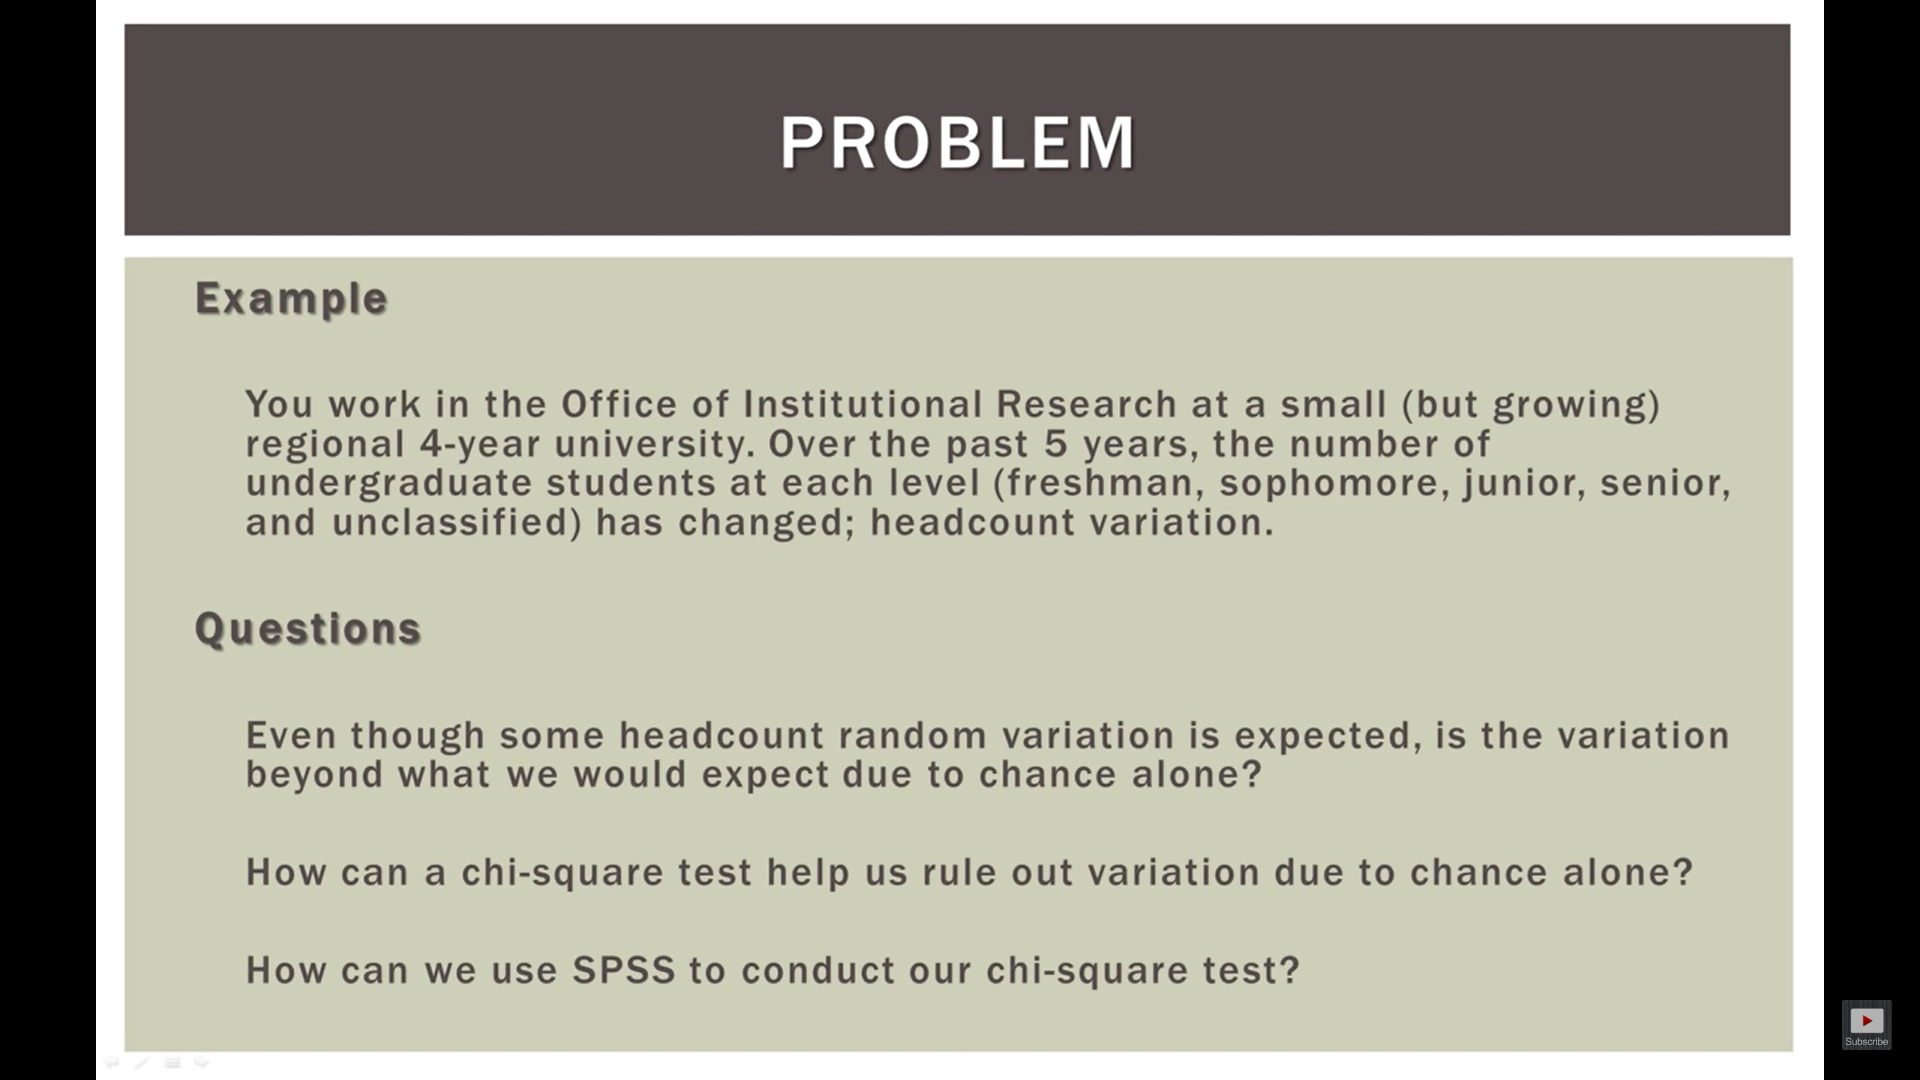 PROBLEM
Example
You work in the Office of Institutional Research at a small (but growing)
regional 4-year university. Over the past 5 years, the number of
undergraduate students at each level (freshman, sophomore, junior, senior,
and unclassified) has changed; headcount variation.
Questions
Even though some headcount random variation is expected, is the variation
beyond what we would expect due to chance alone?
How can a chi-square test help us rule out variation due to chance alone?
How can we use SPSS to conduct our chi-square test?
Subscribe